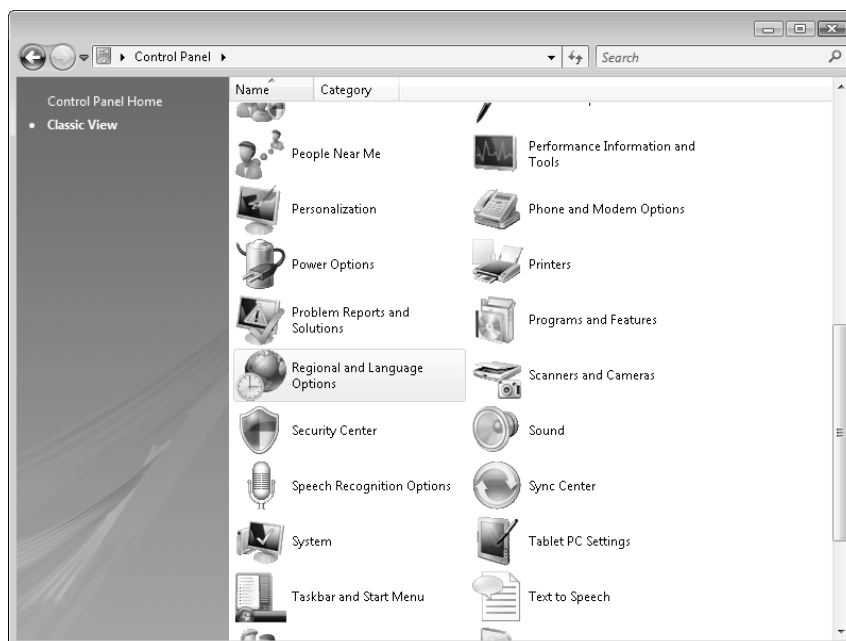 Control Panel
Search
Control Panel Home
Classic View
Name
Category
People Near Me
Performance Information and
Tools
Personalization
Phone and Modem Options
Power Options
Printers
Problem Reports and
Solutions
Programs and Features
Regional and Language
Options
Scanners and Cameras
Security Center
Sound
Speech Recognition Options
Sync Center
System
Tablet PC Settings
Taskbar and Start Menu
Text to Speech